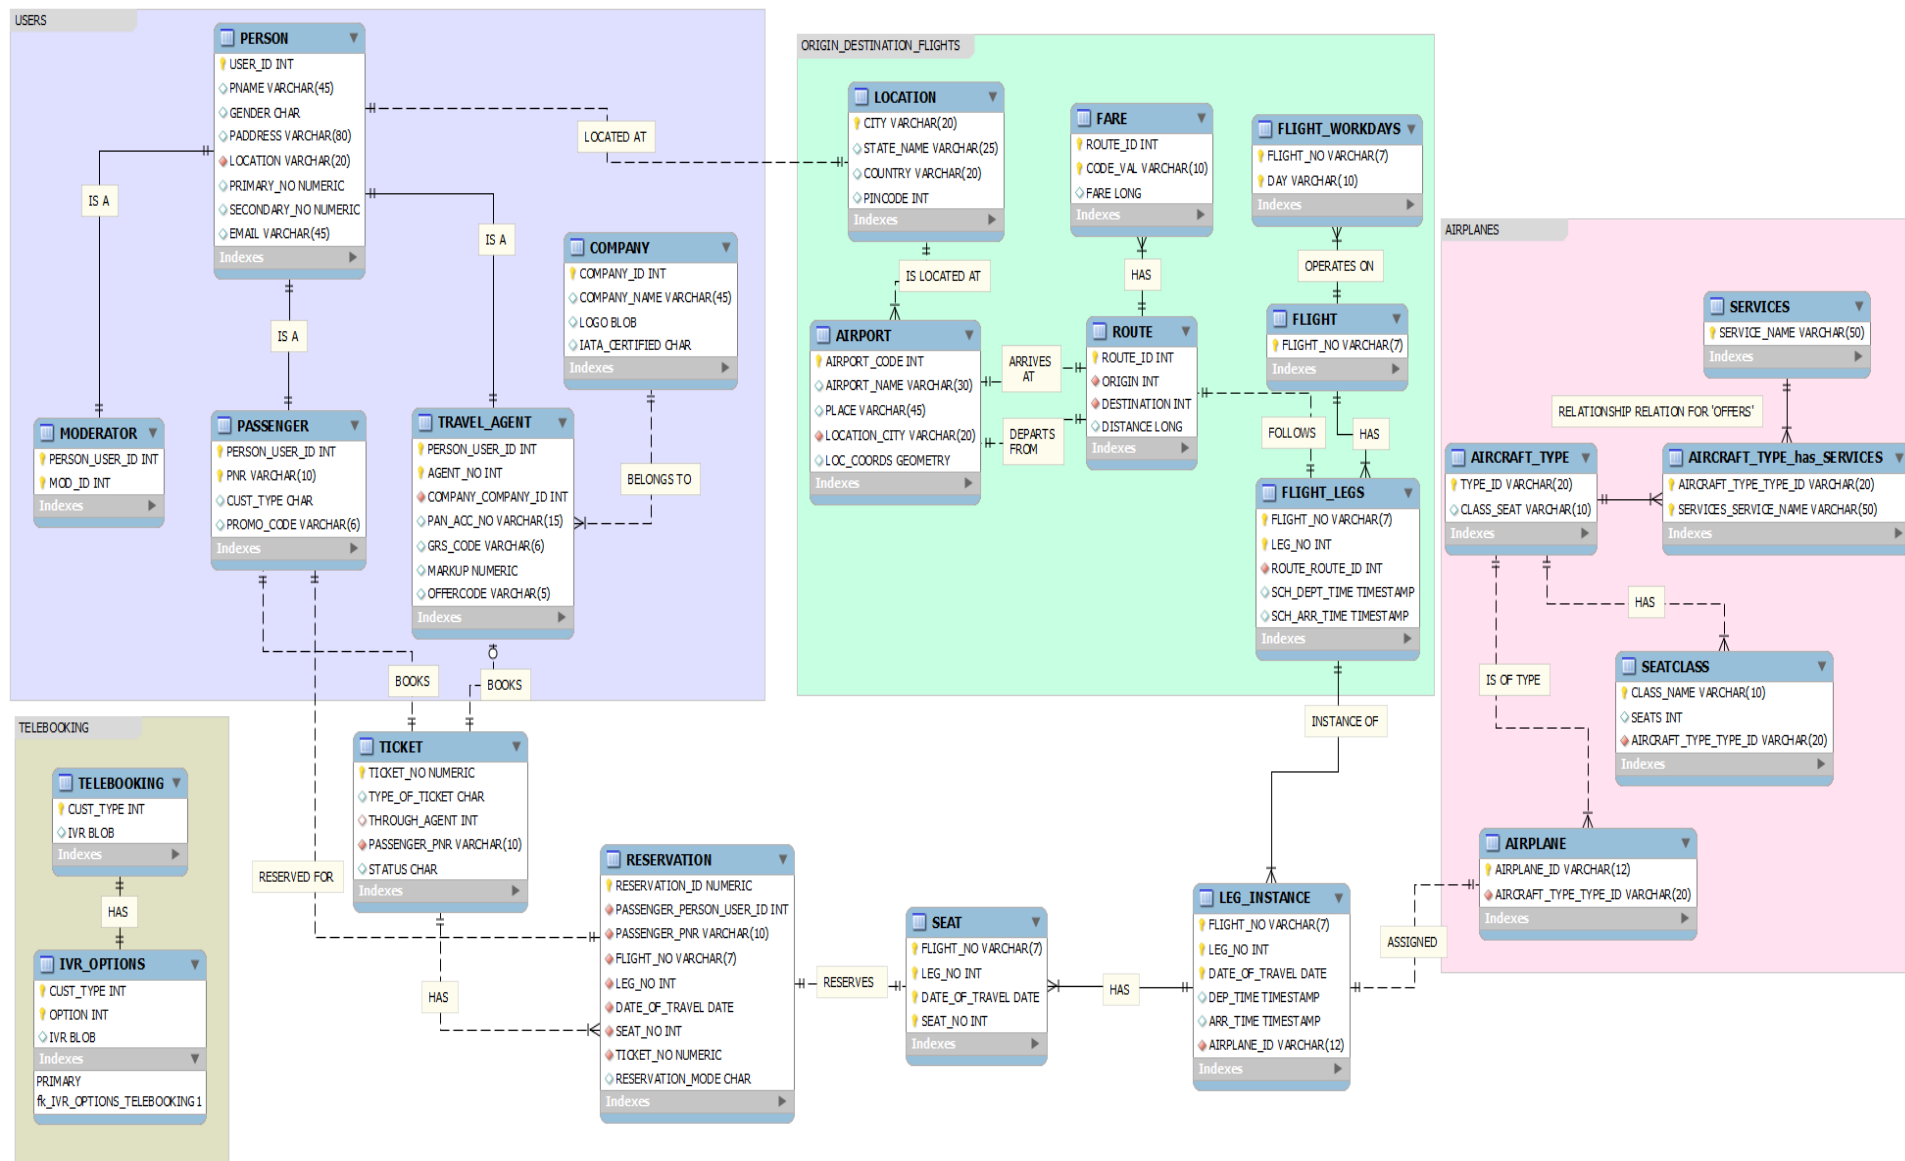 USERS
PERSON
USER_ID INT
PNAME VARCHAR(45)
GENDER CHAR
PADDRESS VARCHAR(80)
LOCATION VARCHAR(20)
PRIMARY_NO NUMERIC
SECONDARY_NO NUMERIC
EMAIL VARCHAR(45)
Indexes
LOCATED AT
IS A
IS A
IS A
COMPANY
COMPANY_ID INT
COMPANY_NAME VARCHAR(45)
LOGO BLOB
IATA_CERTIFIED CHAR
Indexes
MODERATOR
PERSON_USER_ID INT
MOD_ID INT
Indexes
PASSENGER
PERSON_USER_ID INT
PNR VARCHAR(10)
CUST_TYPE CHAR
PROMO_CODE VARCHAR(6)
Indexes
TRAVEL_AGENT
PERSON_USER_ID INT
AGENT_NO INT
COMPANY_COMPANY_ID INT
PAN_ACC_NO VARCHAR(15)
GRS_CODE VARCHAR(6)
MARKUP NUMERIC
OFFERCODE VARCHAR(5)
Indexes
BELONGS TO
BOOKS
BOOKS
ORIGIN_DESTINATION_FLIGHTS
LOCATION
CITY VARCHAR(20)
STATE_NAME VARCHAR(25)
COUNTRY VARCHAR(20)
PINCODE INT
Indexes
FARE
ROUTE_ID INT
CODE_VAL VARCHAR(10)
FARE LONG
Indexes
FLIGHT_WORKDAYS
FLIGHT_NO VARCHAR(7)
DAY VARCHAR(10)
Indexes
IS LOCATED AT
HAS
OPERATES ON
AIRPORT
AIRPORT_CODE INT
AIRPORT_NAME VARCHAR(30)
PLACE VARCHAR(45)
LOCATION_CITY VARCHAR(20)
LOC_COORDS GEOMETRY
Indexes
ARRIVES
AT
DEPARTS
FROM
ROUTE
ROUTE_ID INT
ORIGIN INT
DESTINATION INT
DISTANCE LONG
Indexes
FLIGHT
FLIGHT_NO VARCHAR(7)
Indexes
FOLLOWS
HAS
FLIGHT_LEGS
FLIGHT_NO VARCHAR(7)
LEG_NO INT
ROUTE_ROUTE_ID INT
SCH_DEPT_TIME TIMESTAMP
SCH_ARR_TIME TIMESTAMP
Indexes
INSTANCE OF
AIRPLANES
SERVICES
SERVICE_NAME VARCHAR(50)
Indexes
RELATIONSHIP RELATION FOR 'OFFERS'
AIRCRAFT_TYPE
TYPE_ID VARCHAR(20)
CLASS_SEAT VARCHAR(10)
Indexes
AIRCRAFT_TYPE_has_SERVICES
AIRCRAFT_TYPE_TYPE_ID VARCHAR(20)
SERVICES_SERVICE_NAME VARCHAR(50)
Indexes
HAS
IS OF TYPE
SEATCLASS
CLASS_NAME VARCHAR(10)
SEATS INT
AIRCRAFT_TYPE_TYPE_ID VARCHAR(20)
Indexes
AIRPLANE
AIRPLANE_ID VARCHAR(12)
AIRCRAFT_TYPE_TYPE_ID VARCHAR(20)
Indexes
ASSIGNED
TELEBOOKING
TELEBOOKING
CUST_TYPE INT
IVR BLOB
Indexes
HAS
IVR_OPTIONS
CUST_TYPE INT
OPTION INT
IVR BLOB
Indexes
PRIMARY
fk_IVR_OPTIONS_TELEBOOKING1
RESERVED FOR
TICKET
TICKET_NO NUMERIC
TYPE_OF_TICKET CHAR
THROUGH_AGENT INT
PASSENGER_PNR VARCHAR(10)
STATUS CHAR
Indexes
HAS
RESERVATION
RESERVATION_ID NUMERIC
PASSENGER_PERSON_USER_ID INT
PASSENGER_PNR VARCHAR(10)
FLIGHT_NO VARCHAR(7)
LEG_NO INT
DATE_OF_TRAVEL DATE
SEAT_NO INT
TICKET_NO NUMERIC
RESERVATION_MODE CHAR
Indexes
RESERVES
SEAT
FLIGHT_NO VARCHAR(7)
LEG_NO INT
DATE_OF_TRAVEL DATE
SEAT_NO INT
Indexes
HAS
LEG_INSTANCE
FLIGHT_NO VARCHAR(7)
LEG_NO INT
DATE_OF_TRAVEL DATE
DEP_TIME TIMESTAMP
ARR_TIME TIMESTAMP
AIRPLANE_ID VARCHAR(12)
Indexes